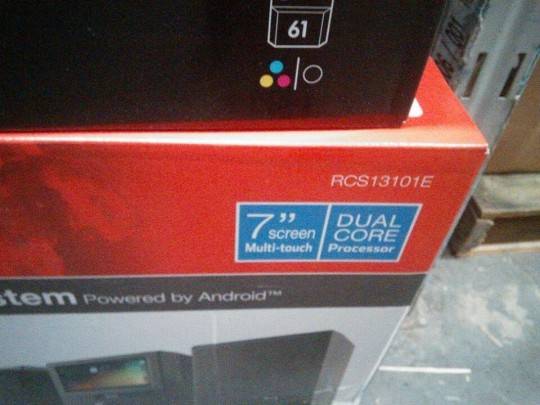 61
RCS13101E
7” screen
Multi-touch
DUAL
CORE
Processor
stem Powered by Android™